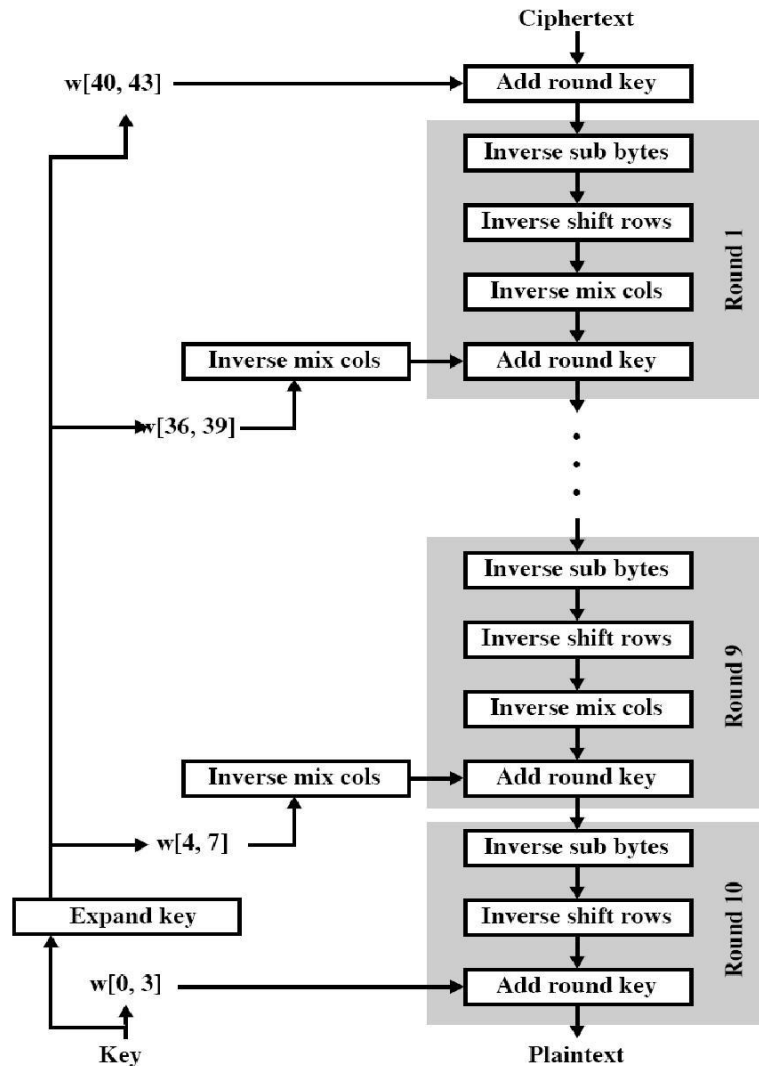 Ciphertext
w[40, 43]
Add round key
Inverse sub bytes
Inverse shift rows
Inverse mix cols
Round 1
Inverse mix cols
Add round key
w[36, 39]
Inverse sub bytes
Inverse shift rows
Inverse mix cols
Round 9
Inverse mix cols
Add round key
w[4, 7]
Inverse sub bytes
Expand key
Inverse shift rows
Round 10
w[0, 3]
Add round key
Key
Plaintext